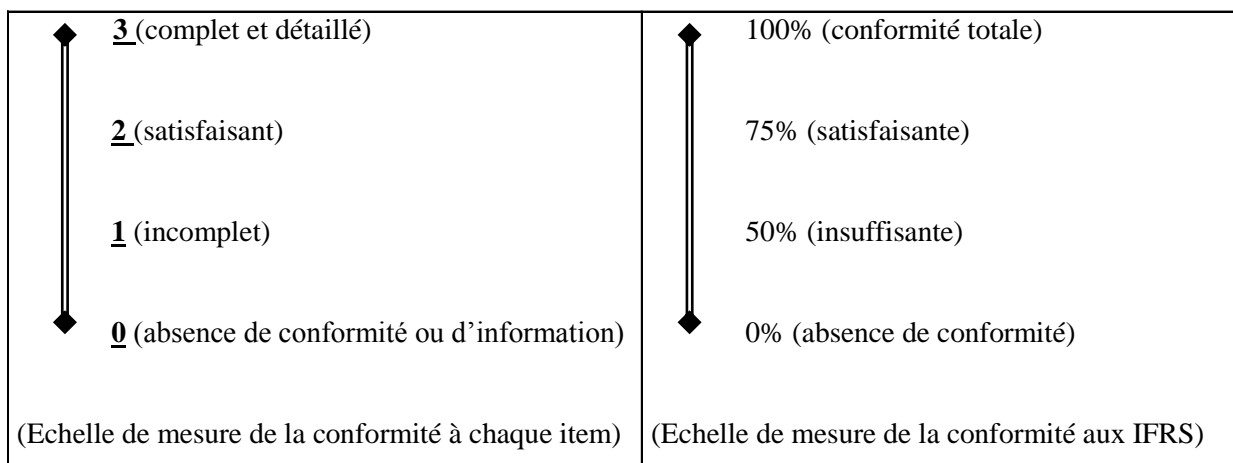 3 (complet et détaillé)
2 (satisfaisant)
1 (incomplet)
0 (absence de conformité ou d’information)
(Echelle de mesure de la conformité à chaque item)
100% (conformité totale)
75% (satisfaisante)
50% (insuffisante)
0% (absence de conformité)
(Echelle de mesure de la conformité aux IFRS)